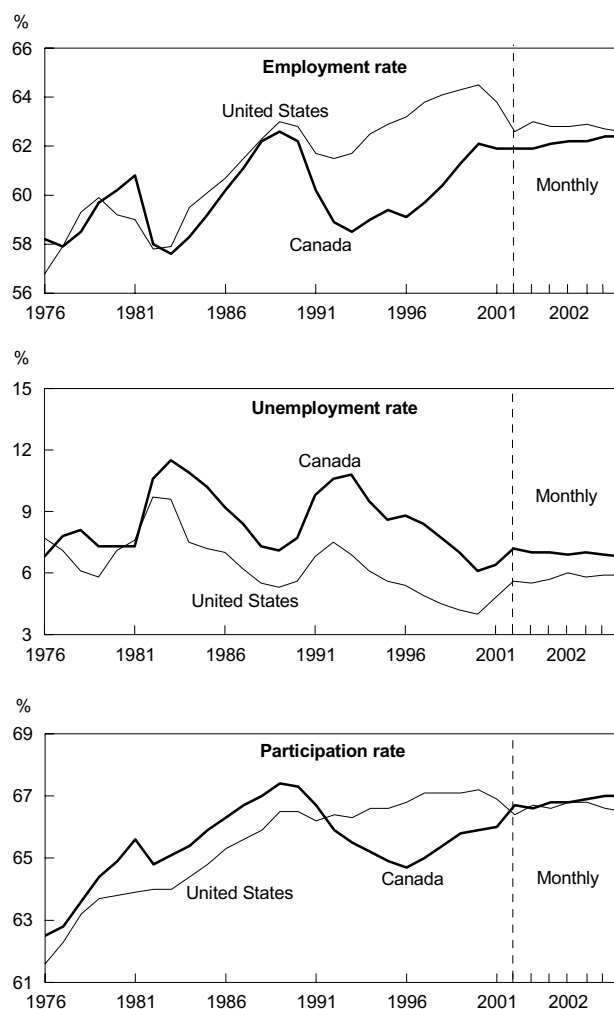 %
66
Employment rate
United States
64
62
60
Monthly
Canada
58
56
1976 1981 1986 1991 1996 2001 2002
%
15
Unemployment rate
12
Canada
Monthly
9
6
United States
3
1976 1981 1986 1991 1996 2001 2002
%
69
Participation rate
67
65
United States Canada Monthly
63
61
1976 1981 1986 1991 1996 2001 2002